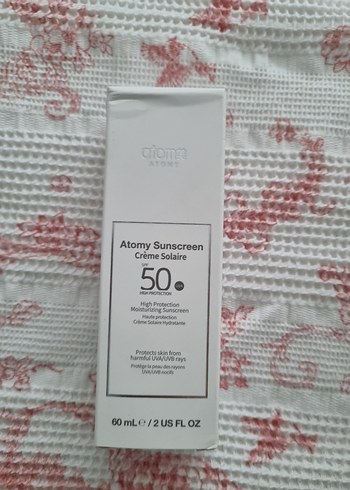 atomy
ATOMY
Atomy Sunscreen
Crème Solaire
SPF
50
HIGH PROTECTION
High Protection
Moisturizing Sunscreen
Haute protection
Crème Solaire Hydratante
Protects skin from
harmful UVA/UVB rays
Protège la peau des rayons
UVA/UVB nocifs
60 mL ℮ / 2 US FL OZ